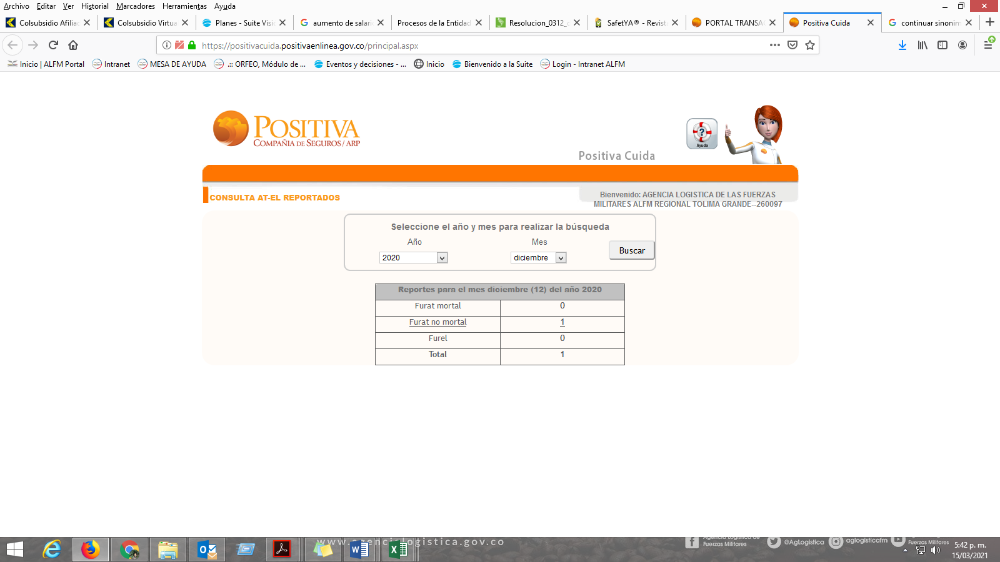 Archivo Editar Ver Historial Marcadores Herramientas Ayuda
Colsubsidio Afilia Colsubsidio Virtua Planes - Suite Visi aumento de salari Procesos de la Entidad Resolucion_0312_ SafetYA® - Revist PORTAL TRANSA Positiva Cuida continuar sinonim
https://positivacuida.positivaenlinea.gov.co/principal.aspx
Inicio | ALFM Portal Intranet MESA DE AYUDA .:: ORFEO, Módulo de ... Eventos y decisiones - ... Inicio Bienvenido a la Suite Login - Intranet ALFM
POSITIVA
COMPAÑIA DE SEGUROS / ARP
?
Ayuda
Positiva Cuida
CONSULTA AT-EL REPORTADOS
Bienvenido: AGENCIA LOGISTICA DE LAS FUERZAS
MILITARES ALFM REGIONAL TOLIMA GRANDE--260097
Seleccione el año y mes para realizar la búsqueda
Año Mes
2020 diciembre Buscar
Reportes para el mes diciembre (12) del año 2020
Furat mortal 0
Furat no mortal 1
Furel 0
Total 1
www.agencialogistica.gov.co
Agencia Logística de
Fuerzas Militares
@AgLogistica
aglogisticafm
Fuerzas Militares
5:42 p. m.
15/03/2021